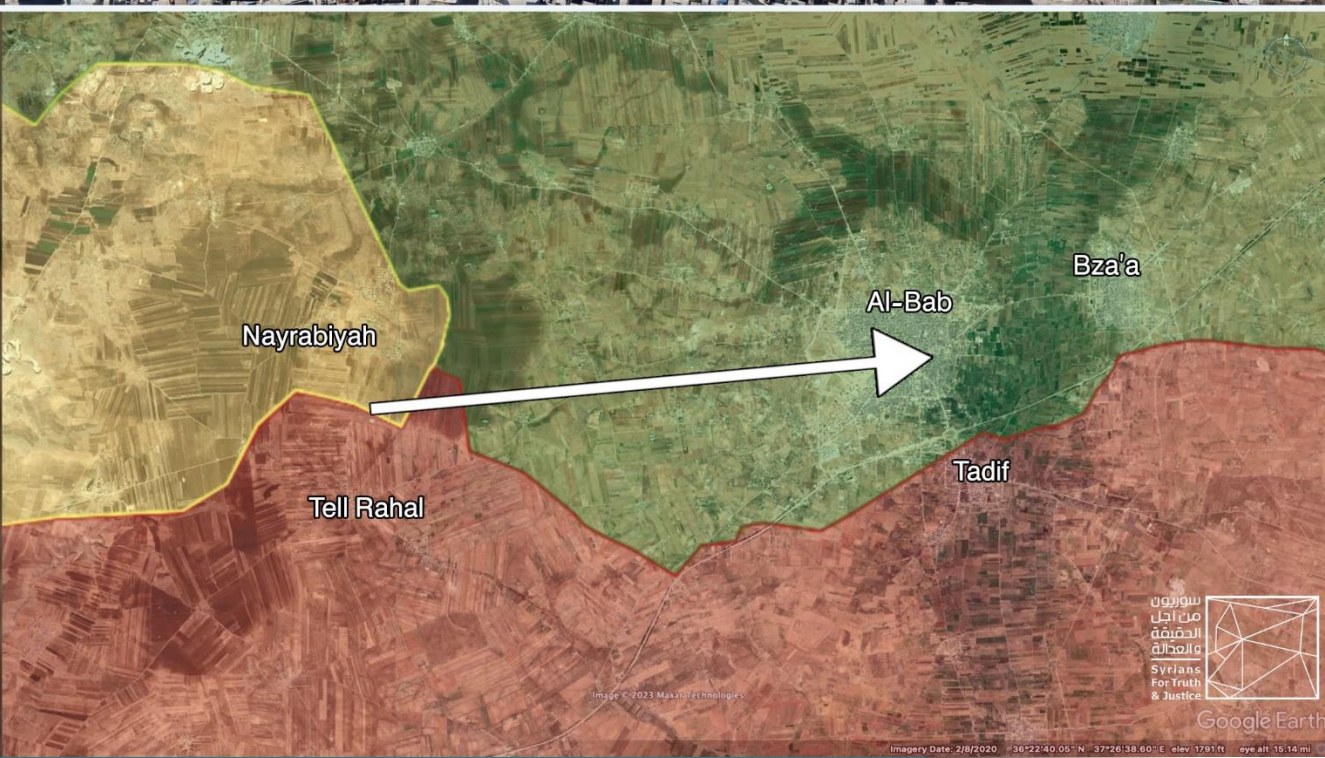 Bza'a
Al-Bab
Nayrabiyah
Tadif
Tell Rahal
سوريون
من أجل
الحقيقة
والعدالة
Syrians
For Truth
& Justice
Image © 2023 Maxar Technologies
Google Earth
Imagery Date: 2/8/2020 36°22'40.05" N 37°26'38.60" E elev 1791 ft eye alt 15.14 mi
N